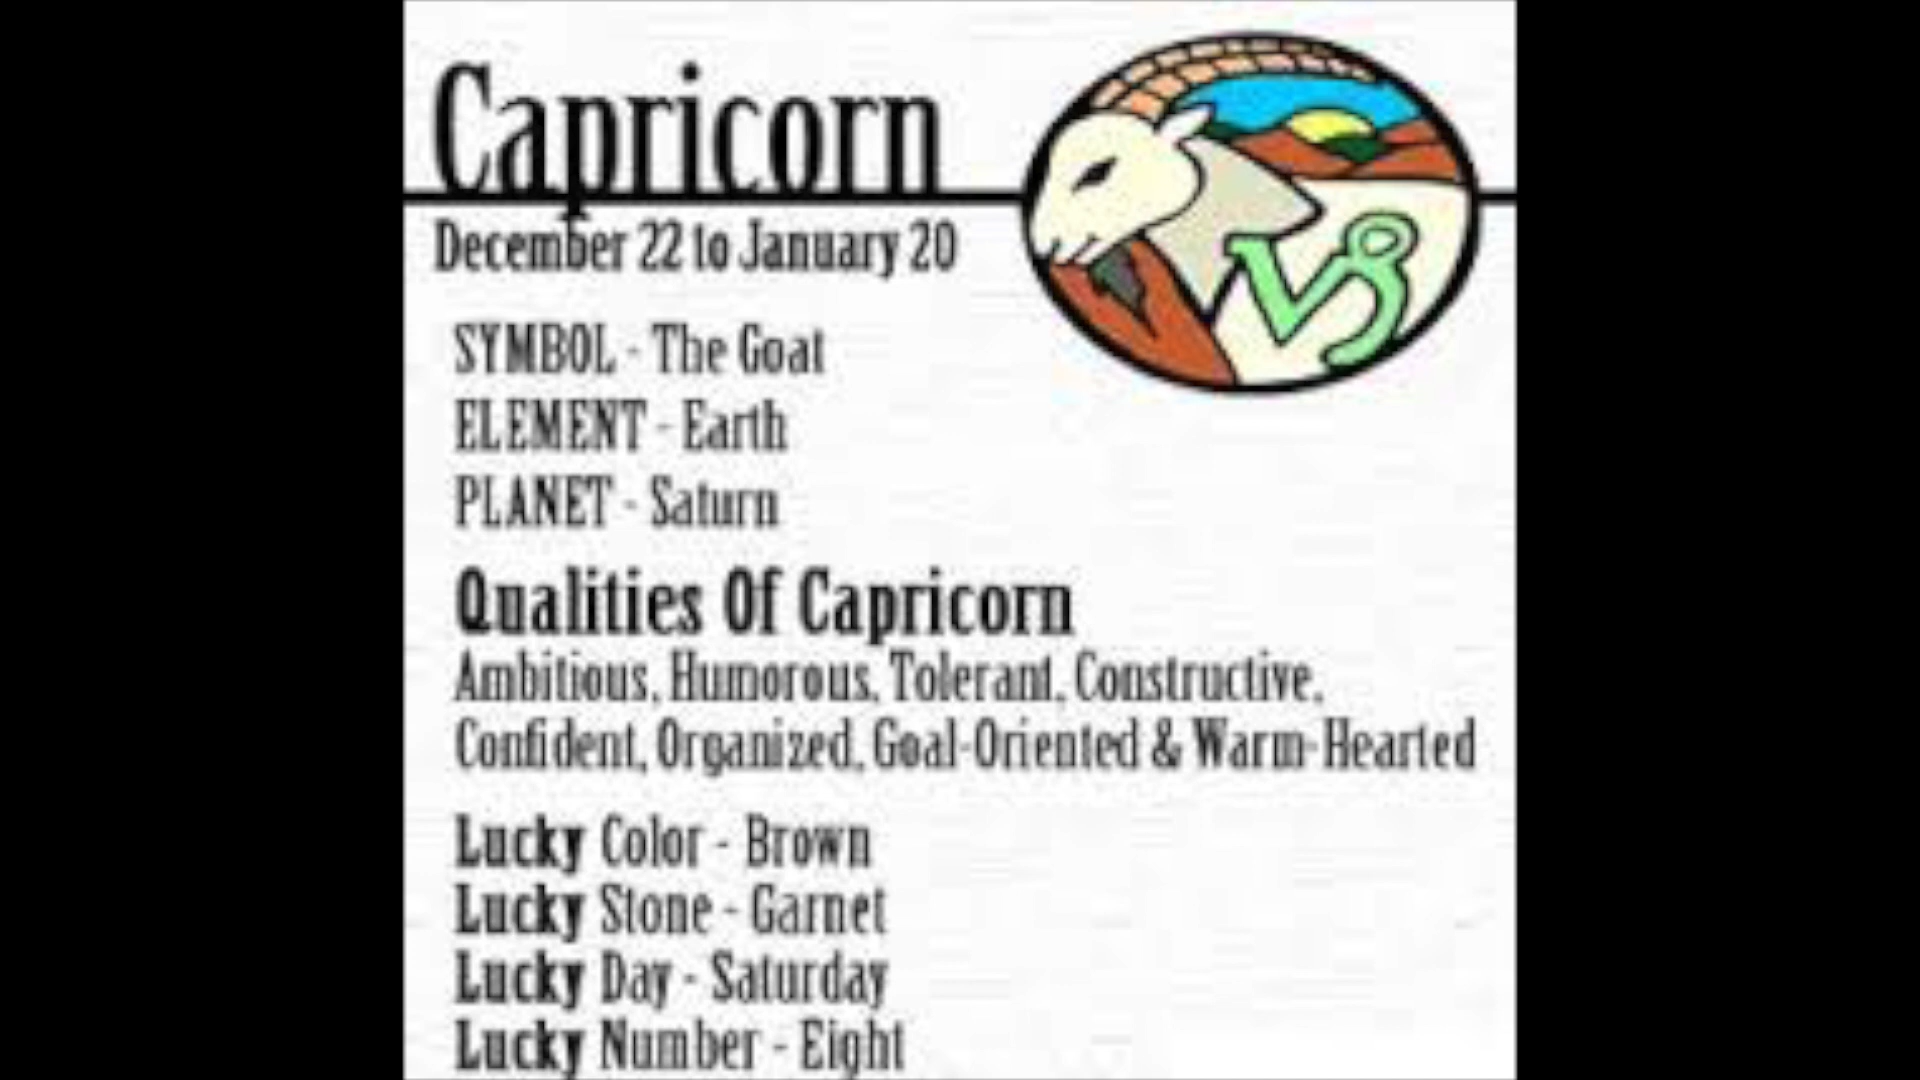 Capricorn
December 22 to January 20
SYMBOL - The Goat
ELEMENT - Earth
PLANET - Saturn
Qualities Of Capricorn
Ambitious, Humorous, Tolerant, Constructive,
Confident, Organized, Goal-Oriented & Warm-Hearted
Lucky Color - Brown
Lucky Stone - Garnet
Lucky Day - Saturday
Lucky Number - Eight